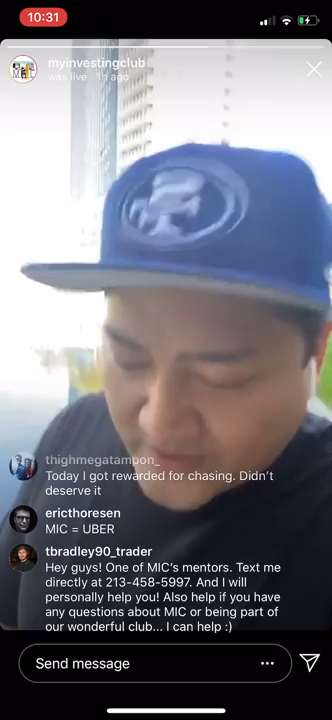 10:31
myinvestingclub
was live · 1h ago
thighmegatampon_
Today I got rewarded for chasing. Didn't
deserve it
ericthoresen
MIC = UBER
tbradley90_trader
Hey guys! One of MIC's mentors. Text me
directly at 213-458-5997. And I will
personally help you! Also help if you have
any questions about MIC or being part of
our wonderful club... I can help :)
Send message